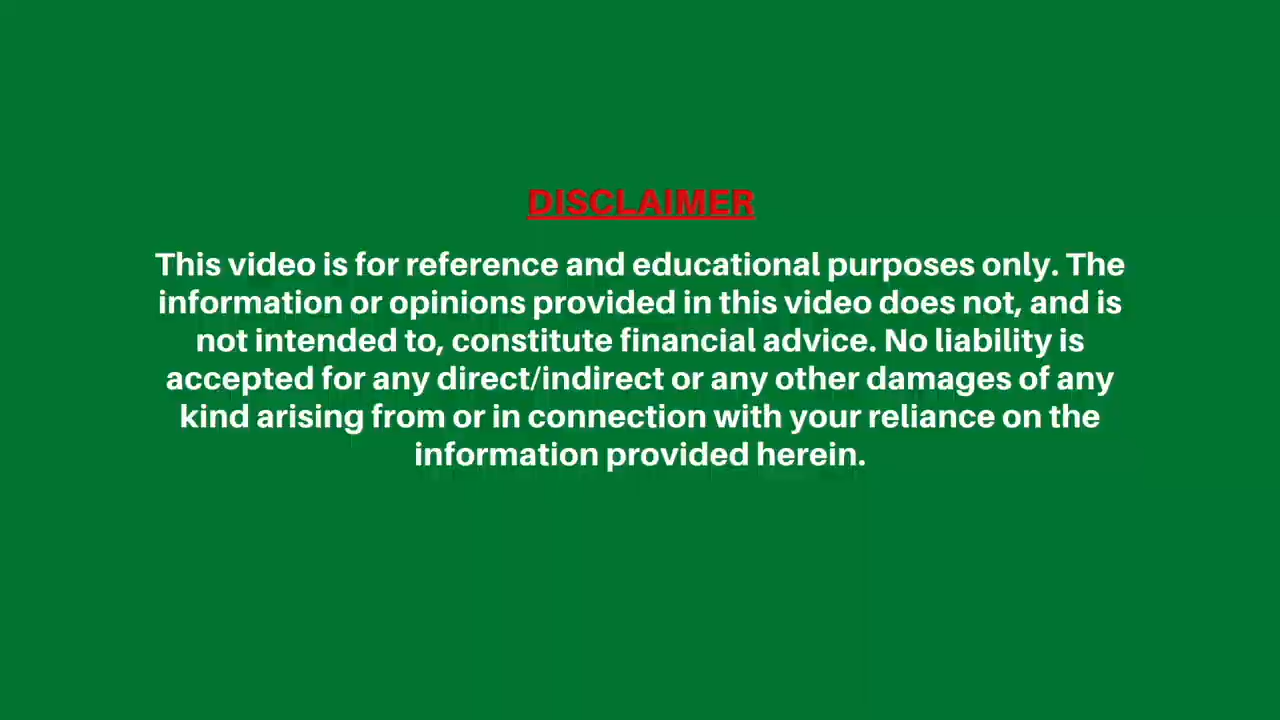 DISCLAIMER
This video is for reference and educational purposes only. The
information or opinions provided in this video does not, and is
not intended to, constitute financial advice. No liability is
accepted for any direct/indirect or any other damages of any
kind arising from or in connection with your reliance on the
information provided herein.